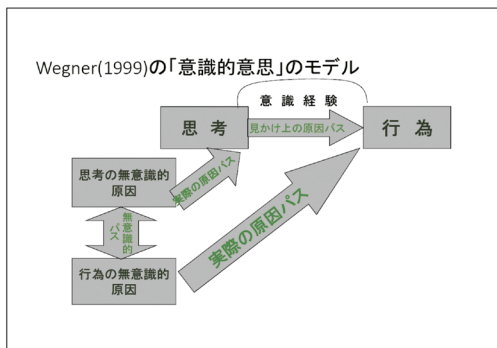 Wegner(1999)の「意識的意思」のモデル
意 識 経 験
思 考
見かけ上の原因パス
行 為
思考の無意識的
原因
実際の原因パス
無意識的
パス
実際の原因パス
行為の無意識的
原因